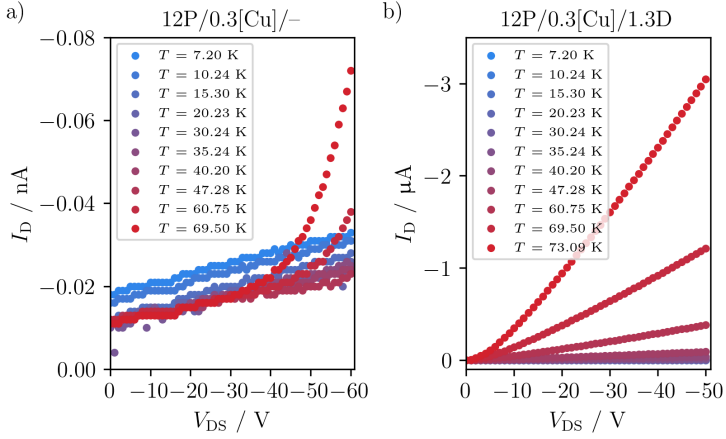 a)
12P/0.3[Cu]/–
−0.08
−0.06
−0.04
−0.02
0.00
I_D / nA
T = 7.20 K
T = 10.24 K
T = 15.30 K
T = 20.23 K
T = 30.24 K
T = 35.24 K
T = 40.20 K
T = 47.28 K
T = 60.75 K
T = 69.50 K
0 −10 −20 −30 −40 −50 −60
V_DS / V
b)
12P/0.3[Cu]/1.3D
−3
−2
−1
0
I_D / μA
T = 7.20 K
T = 10.24 K
T = 15.30 K
T = 20.23 K
T = 30.24 K
T = 35.24 K
T = 40.20 K
T = 47.28 K
T = 60.75 K
T = 69.50 K
T = 73.09 K
0 −10 −20 −30 −40 −50
V_DS / V